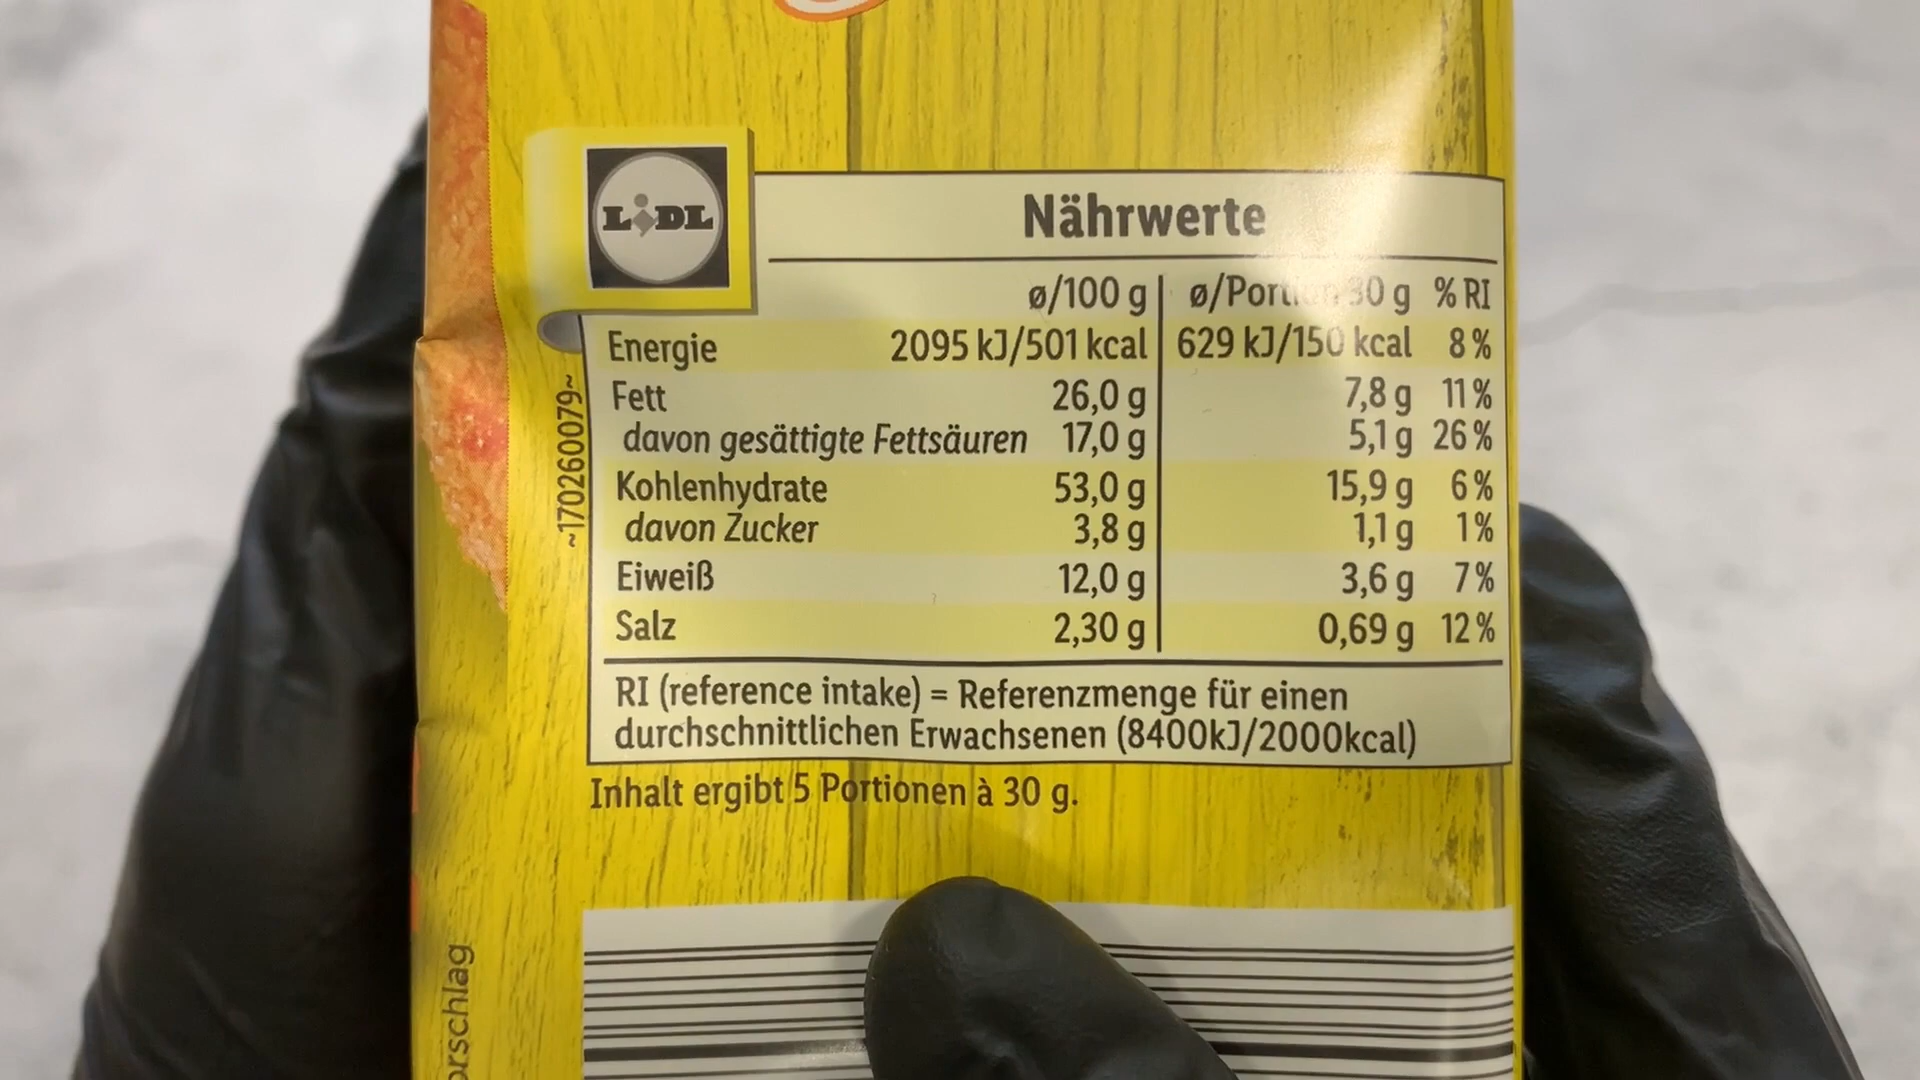 LIDL
Nährwerte
ø/100 g ø/Portion 30 g % RI
Energie 2095 kJ/501 kcal 629 kJ/150 kcal 8%
Fett 26,0 g 7,8 g 11%
davon gesättigte Fettsäuren 17,0 g 5,1 g 26%
Kohlenhydrate 53,0 g 15,9 g 6%
davon Zucker 3,8 g 1,1 g 1%
Eiweiß 12,0 g 3,6 g 7%
Salz 2,30 g 0,69 g 12%
RI (reference intake) = Referenzmenge für einen
durchschnittlichen Erwachsenen (8400kJ/2000kcal)
Inhalt ergibt 5 Portionen à 30 g.
~170260079~